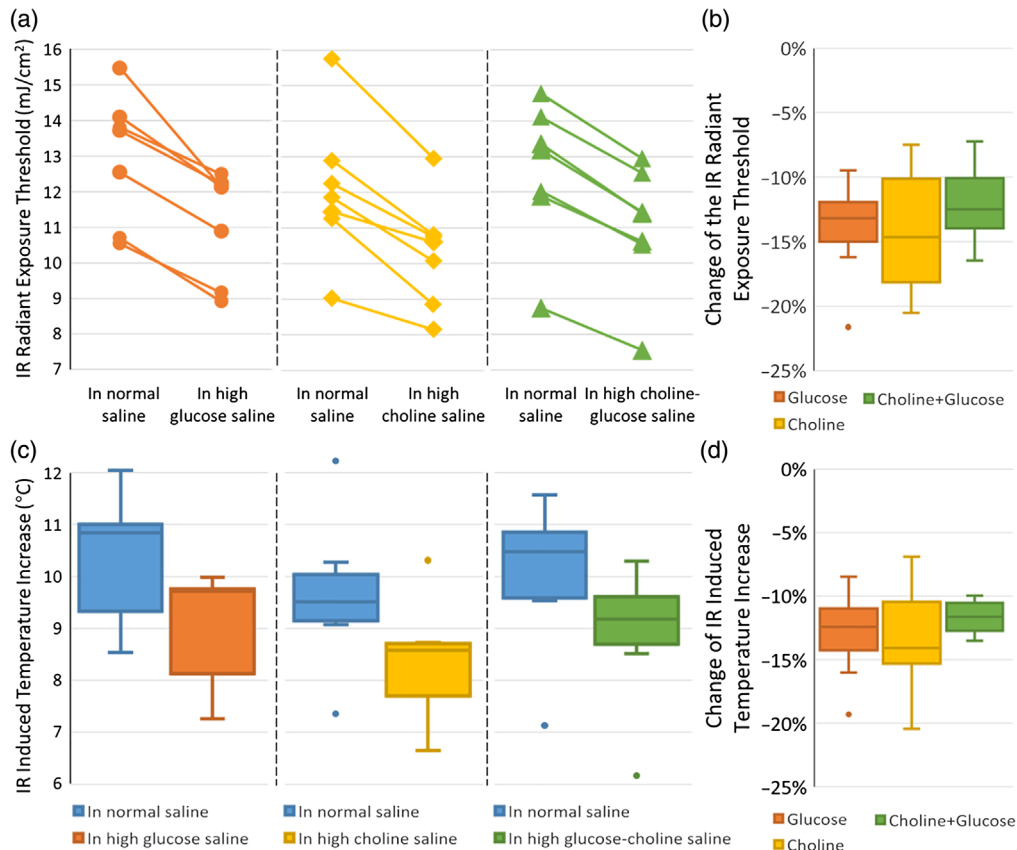 (a)
IR Radiant Exposure Threshold (mJ/cm²)
16
15
14
13
12
11
10
9
8
7
In normal
saline
In high
glucose saline
In normal
saline
In high
choline saline
In normal
saline
In high choline-
glucose saline
(b)
Change of the IR Radiant
Exposure Threshold
0%
−5%
−10%
−15%
−20%
−25%
Glucose
Choline+Glucose
Choline
(c)
IR Induced Temperature Increase (°C)
12
11
10
9
8
7
6
In normal saline
In high glucose saline
In normal saline
In high choline saline
In normal saline
In high glucose-choline saline
(d)
Change of IR Induced
Temperature Increase
0%
−5%
−10%
−15%
−20%
−25%
Glucose
Choline+Glucose
Choline